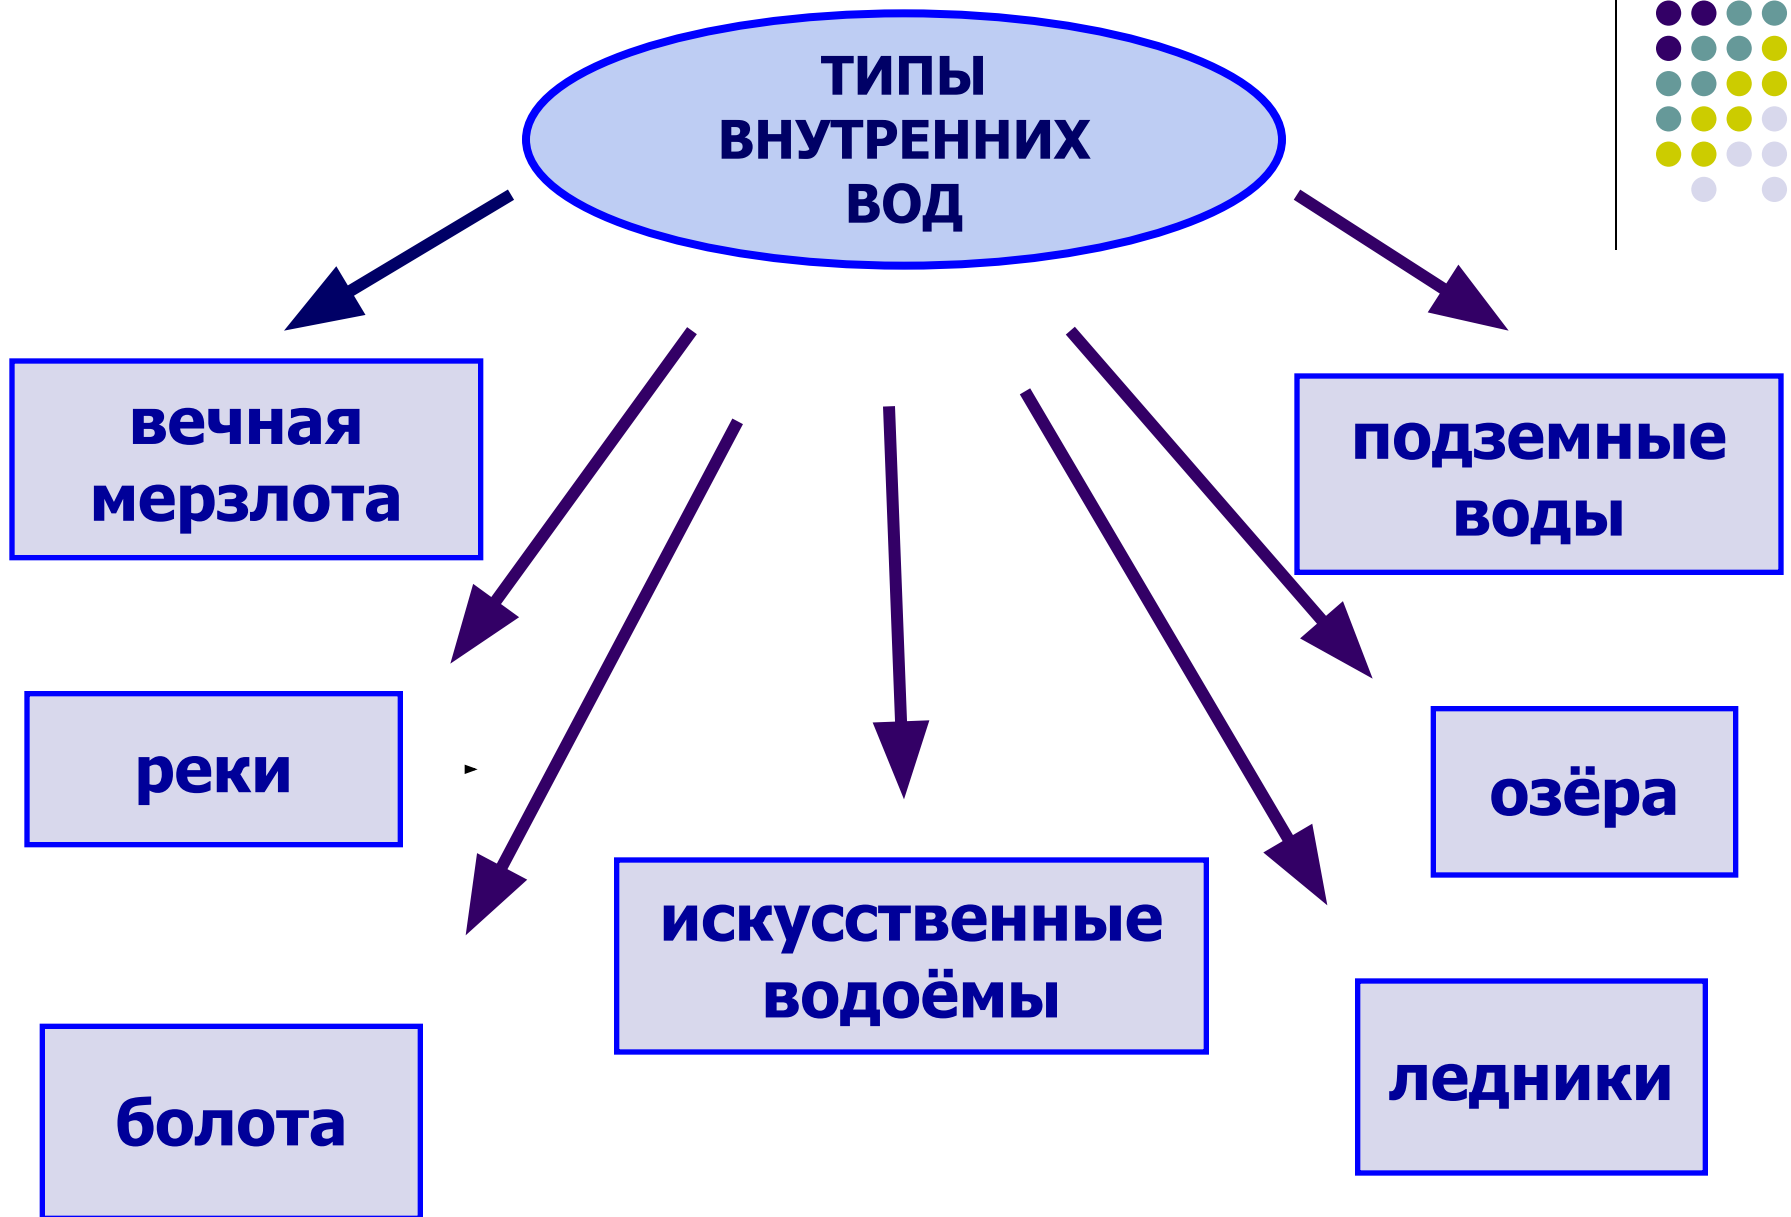 ТИПЫ
ВНУТРЕННИХ
ВОД
вечная
мерзлота
подземные
воды
реки
озёра
искусственные
водоёмы
ледники
болота